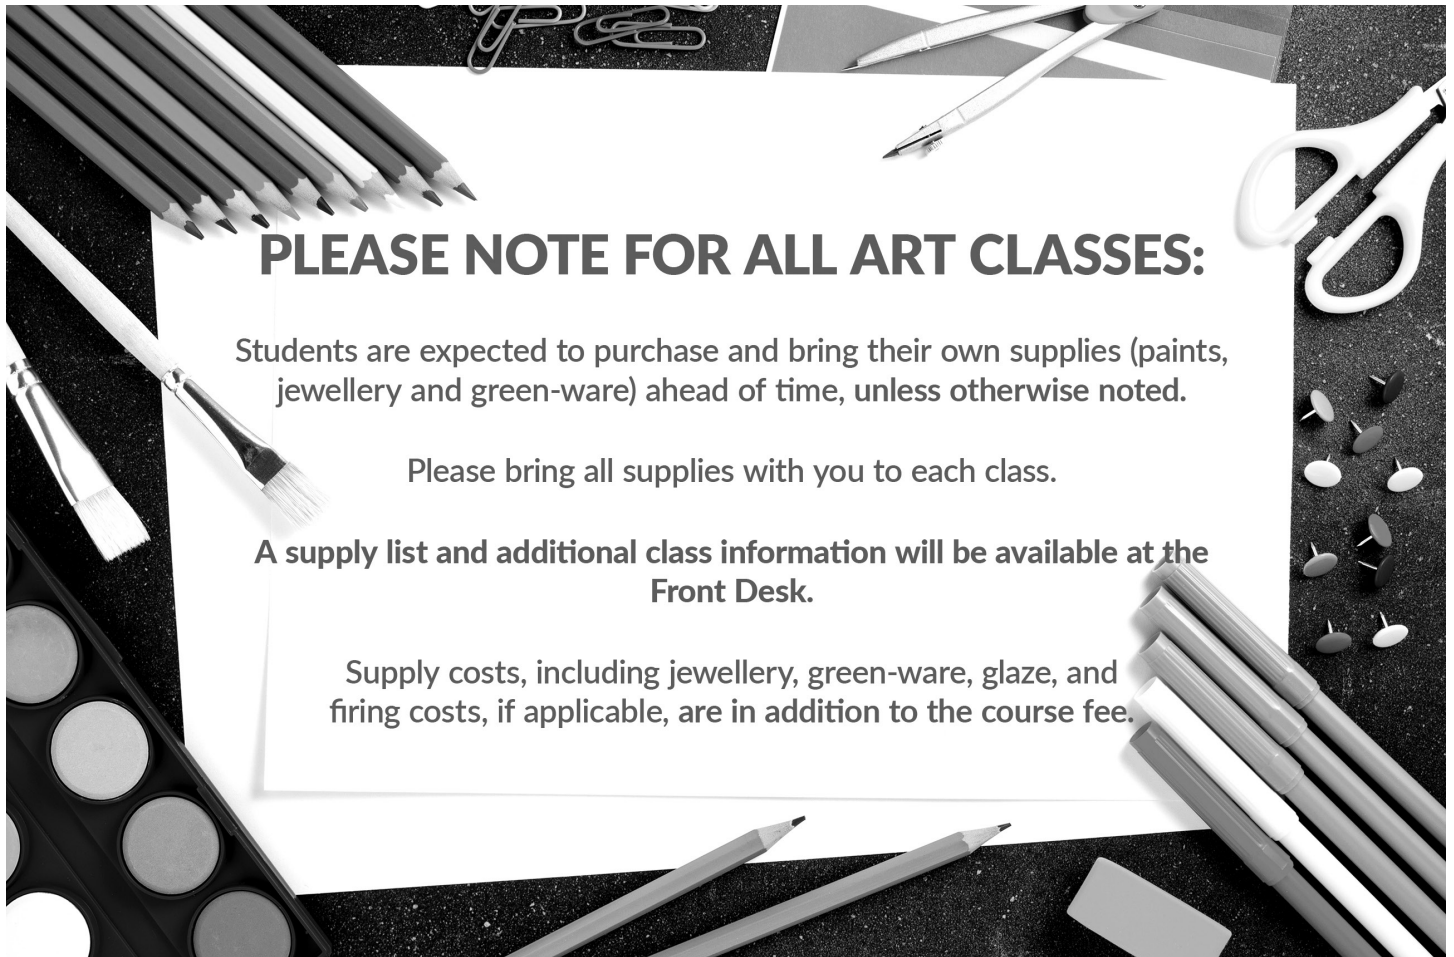 PLEASE NOTE FOR ALL ART CLASSES:
Students are expected to purchase and bring their own supplies (paints,
jewellery and green-ware) ahead of time, unless otherwise noted.
Please bring all supplies with you to each class.
A supply list and additional class information will be available at the
Front Desk.
Supply costs, including jewellery, green-ware, glaze, and
firing costs, if applicable, are in addition to the course fee.